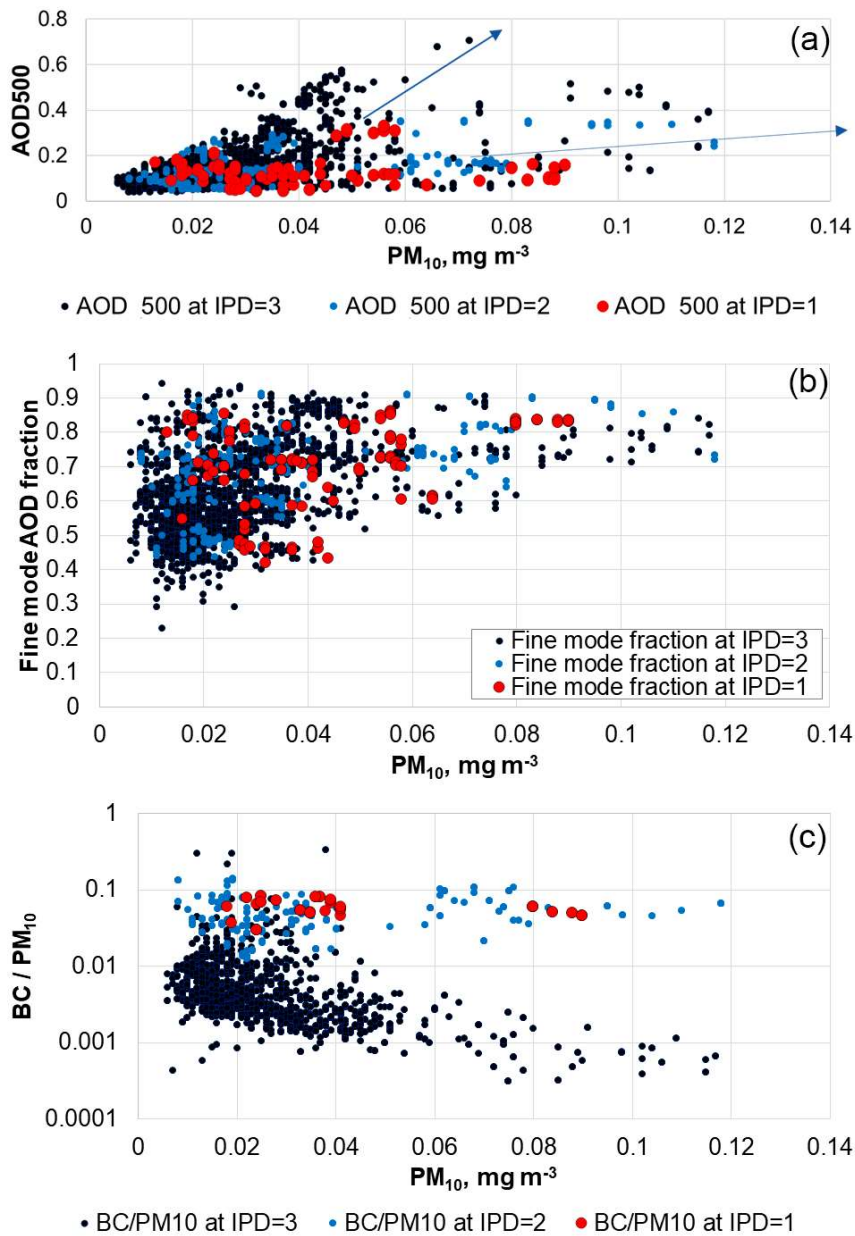 (a)
0.8
0.6
0.4
0.2
0
AOD500
0 0.02 0.04 0.06 0.08 0.1 0.12 0.14
PM10, mg m-3
AOD 500 at IPD=3 AOD 500 at IPD=2 AOD 500 at IPD=1
(b)
1
0.9
0.8
0.7
0.6
0.5
0.4
0.3
0.2
0.1
0
Fine mode AOD fraction
Fine mode fraction at IPD=3
Fine mode fraction at IPD=2
Fine mode fraction at IPD=1
0 0.02 0.04 0.06 0.08 0.1 0.12 0.14
PM10, mg m-3
(c)
1
0.1
0.01
0.001
0.0001
BC / PM10
0 0.02 0.04 0.06 0.08 0.1 0.12 0.14
PM10, mg m-3
BC/PM10 at IPD=3 BC/PM10 at IPD=2 BC/PM10 at IPD=1